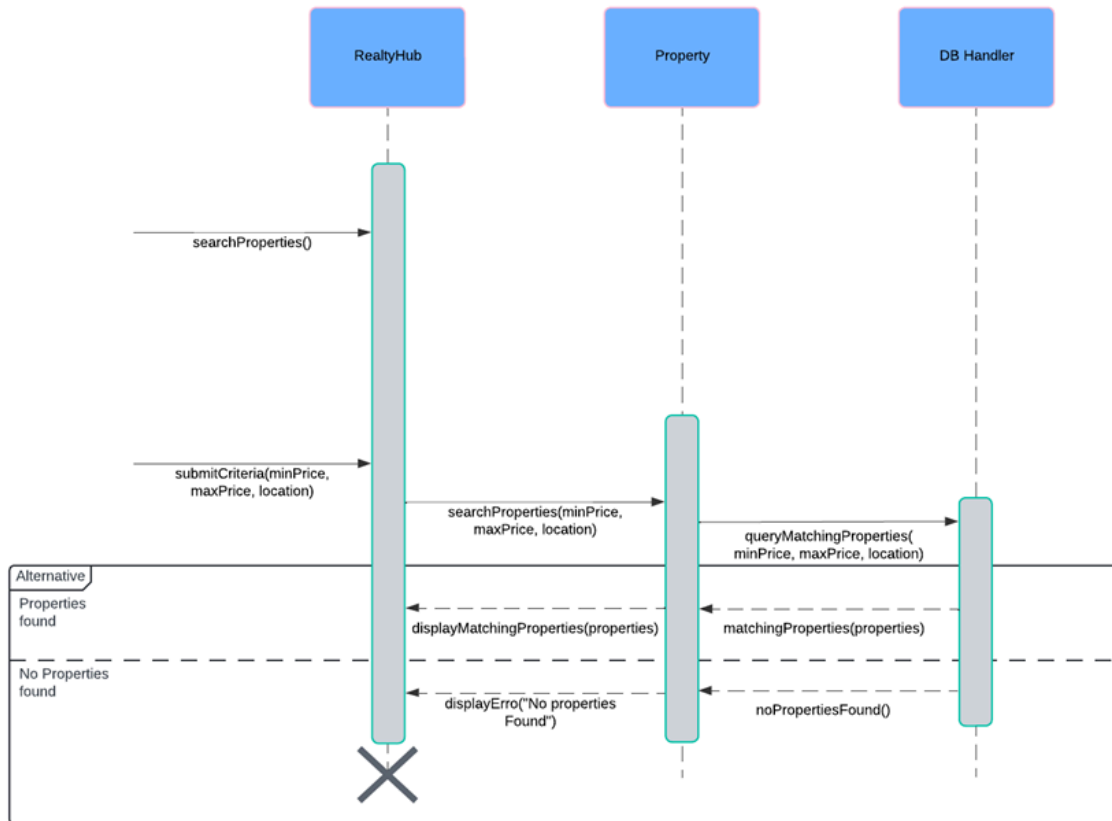 RealtyHub
Property
DB Handler
searchProperties()
submitCriteria(minPrice,
maxPrice, location)
searchProperties(minPrice,
maxPrice, location)
queryMatchingProperties(
minPrice, maxPrice, location)
Alternative
Properties
found
displayMatchingProperties(properties)
matchingProperties(properties)
No Properties
found
displayErro("No properties
Found")
noPropertiesFound()